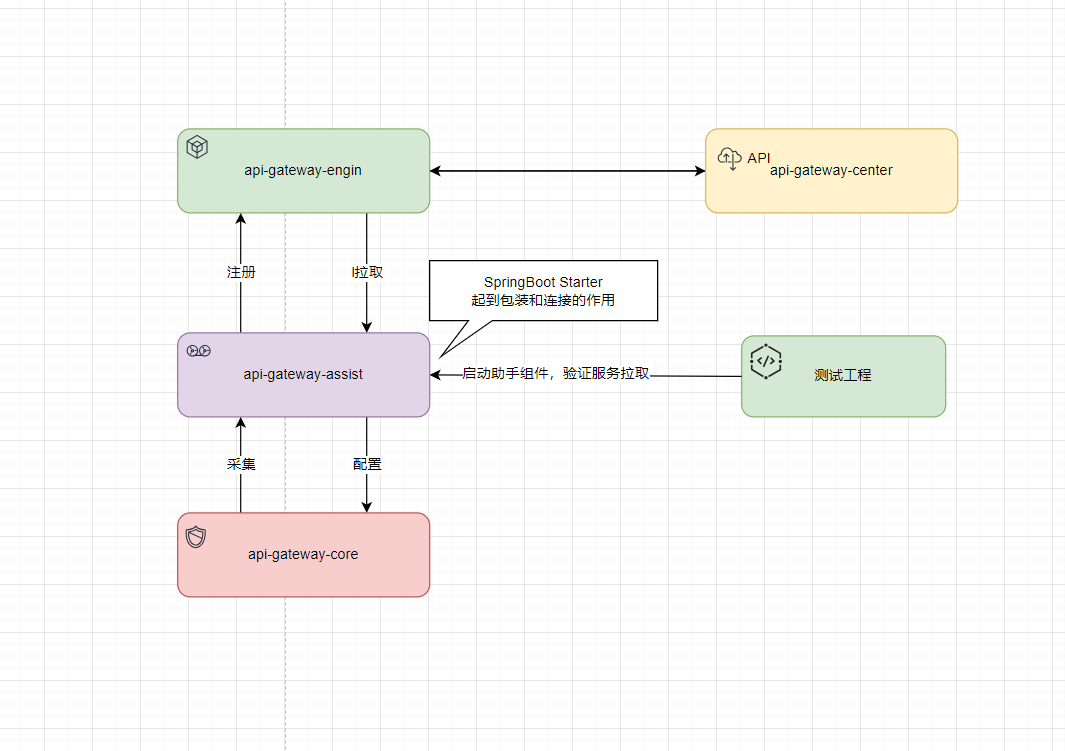 api-gateway-engin
API
api-gateway-center
注册
l拉取
SpringBoot Starter
起到包装和连接的作用
api-gateway-assist
启动助手组件，验证服务拉取
测试工程
采集
配置
api-gateway-core